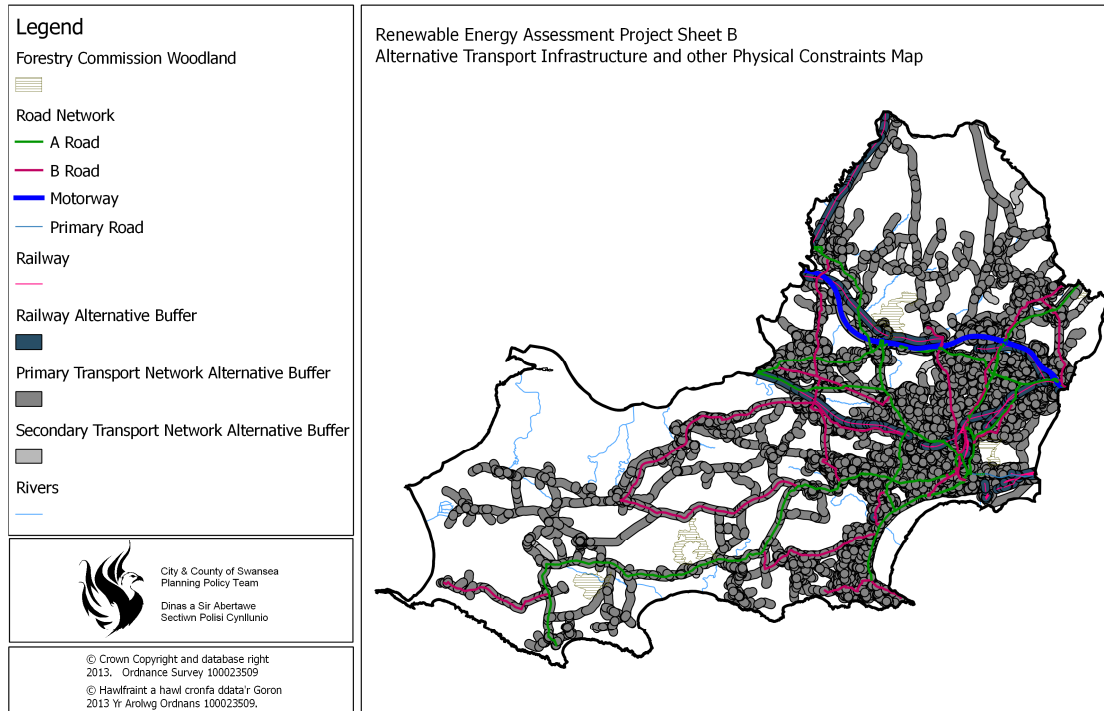 Legend
Forestry Commission Woodland
Road Network
A Road
B Road
Motorway
Primary Road
Railway
Railway Alternative Buffer
Primary Transport Network Alternative Buffer
Secondary Transport Network Alternative Buffer
Rivers
City & County of Swansea
Planning Policy Team
Dinas a Sir Abertawe
Sectiwn Polisi Cynllunio
© Crown Copyright and database right
2013. Ordnance Survey 100023509
© Hawlfraint a hawl cronfa ddata'r Goron
2013 Yr Arolwg Ordnans 100023509.
Renewable Energy Assessment Project Sheet B
Alternative Transport Infrastructure and other Physical Constraints Map